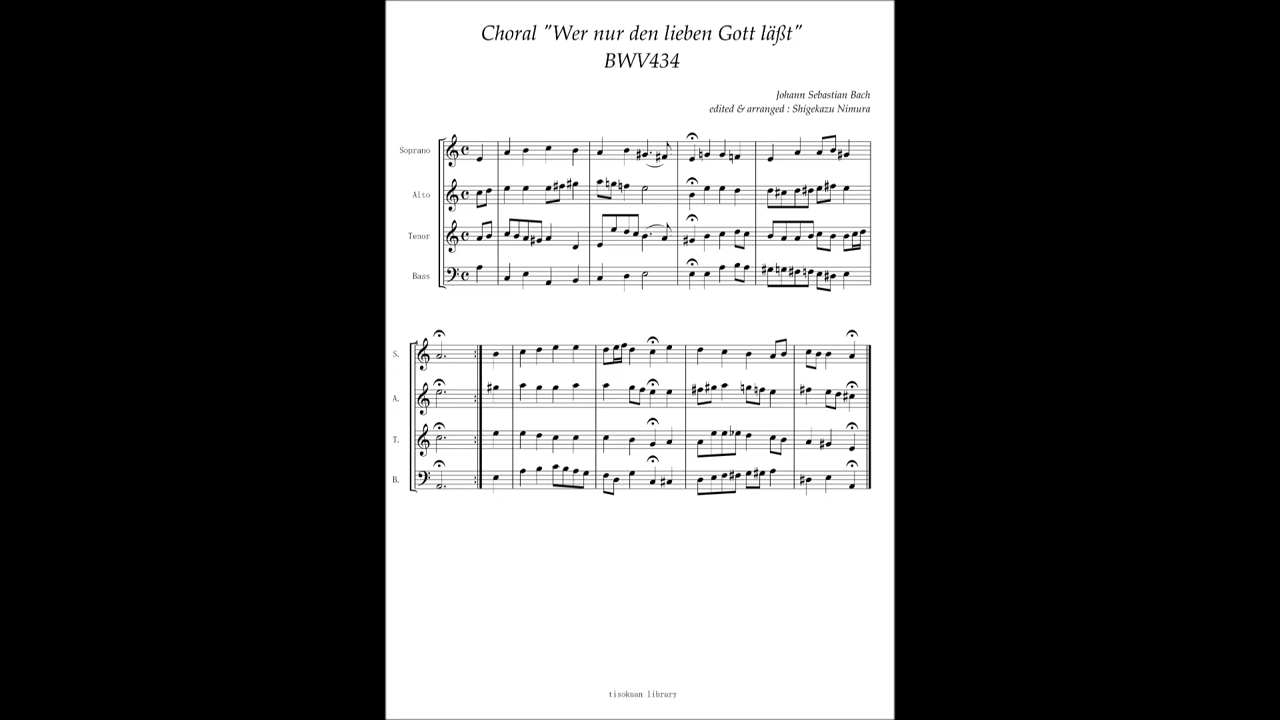 Choral "Wer nur den lieben Gott läßt"
BWV434
Johann Sebastian Bach
edited & arranged : Shigekazu Nimura
Soprano
Alto
Tenor
Bass
S.
A.
T.
B.
tisokuan library